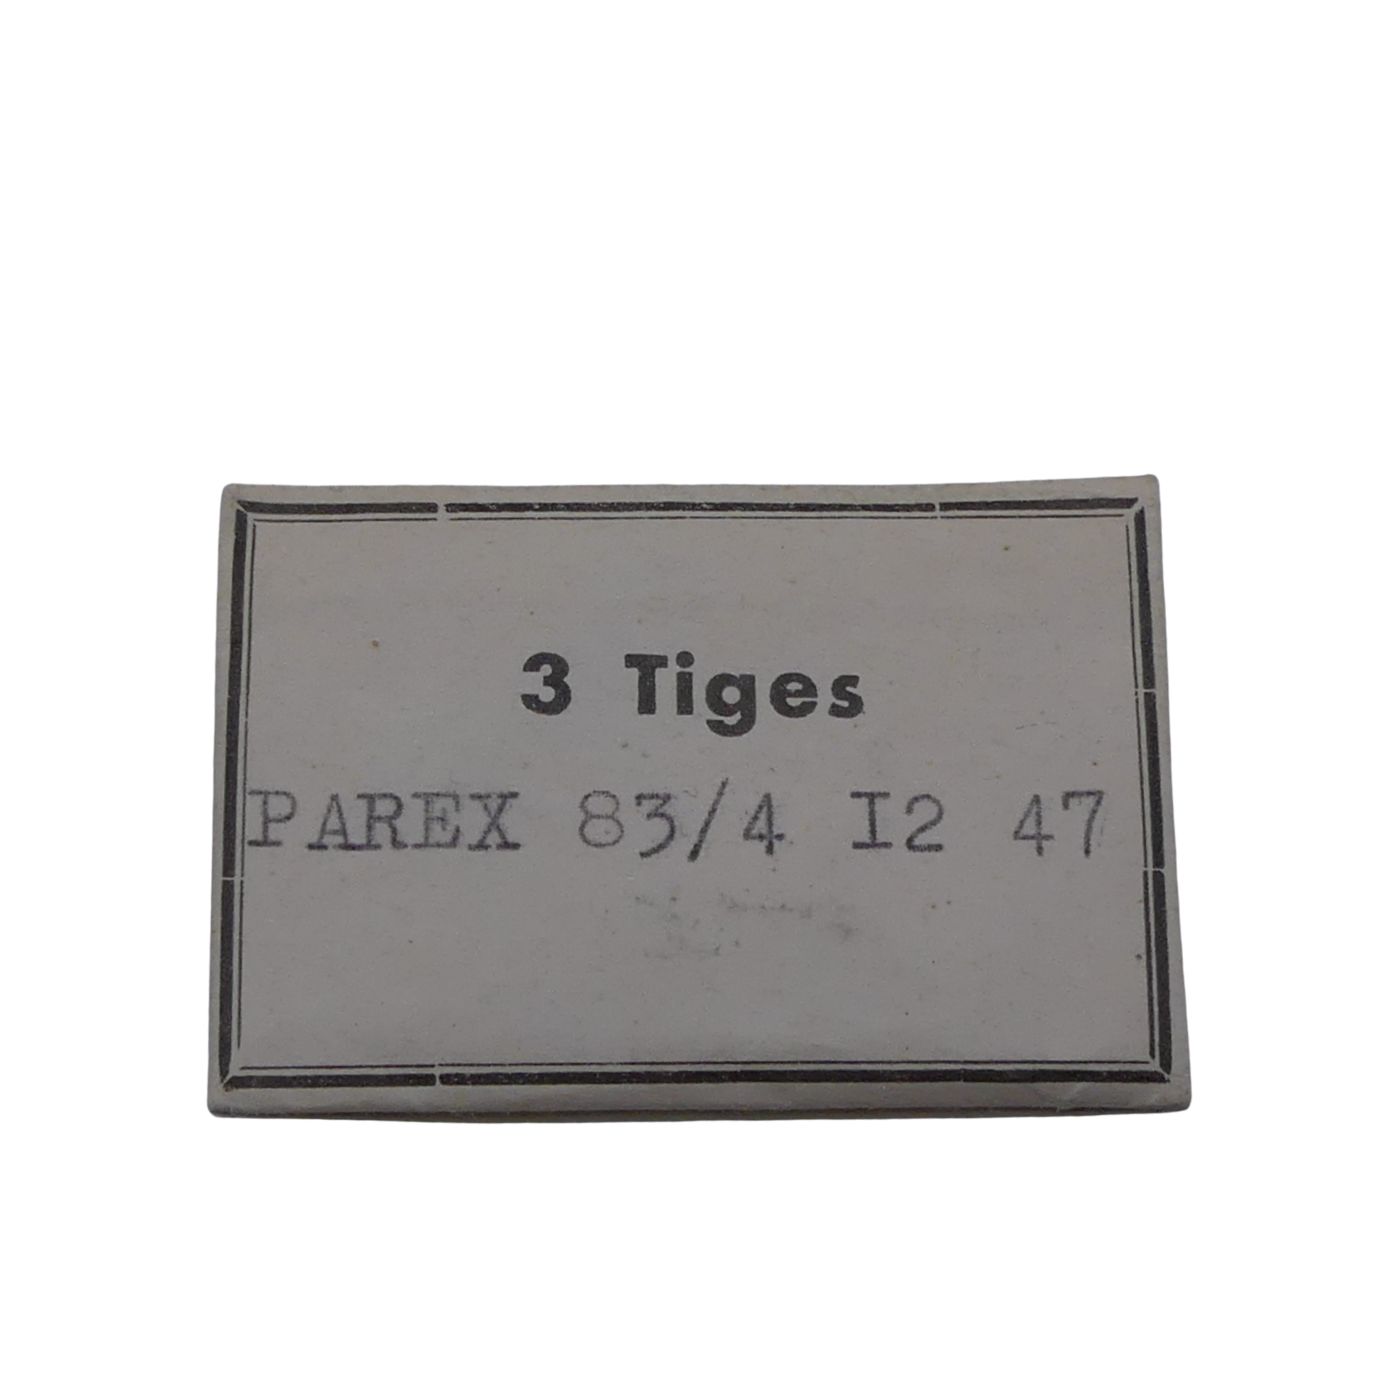 3 Tiges
PAREX 83/4 I2 47